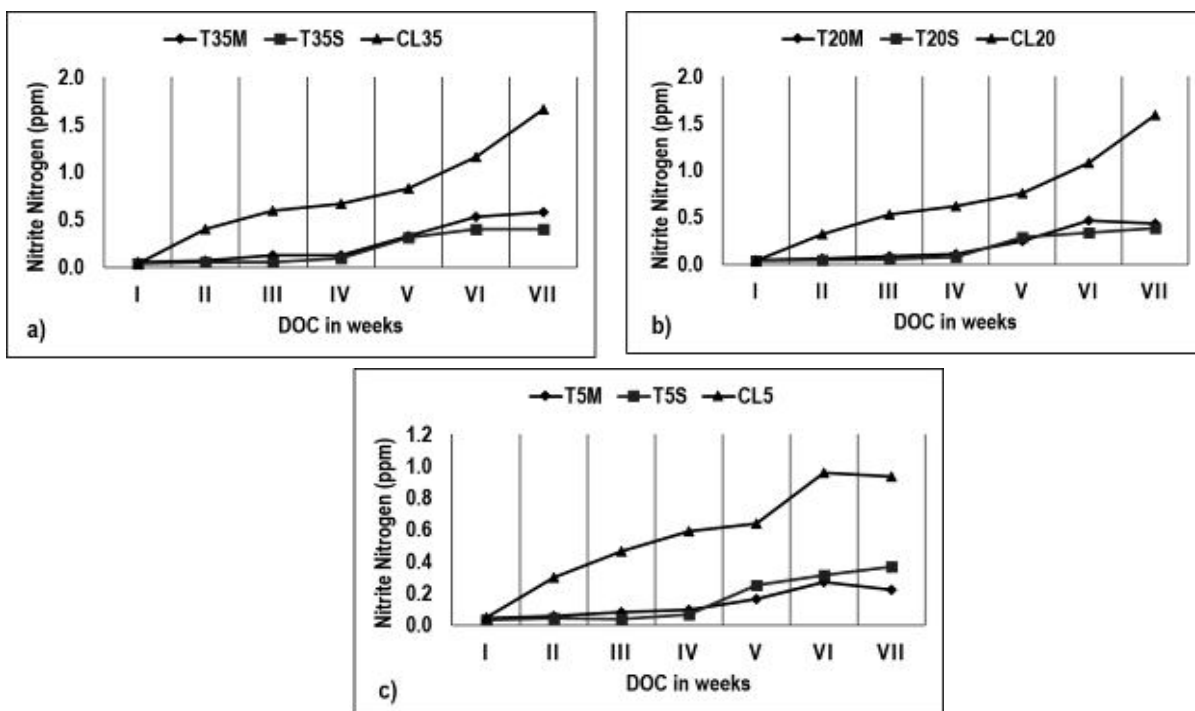 T35M T35S CL35
Nitrite Nitrogen (ppm)
2.0
1.5
1.0
0.5
0.0
I II III IV V VI VII
DOC in weeks
a)
T20M T20S CL20
Nitrite Nitrogen (ppm)
2.0
1.5
1.0
0.5
0.0
I II III IV V VI VII
DOC in weeks
b)
T5M T5S CL5
Nitrite Nitrogen (ppm)
1.2
1.0
0.8
0.6
0.4
0.2
0.0
I II III IV V VI VII
DOC in weeks
c)